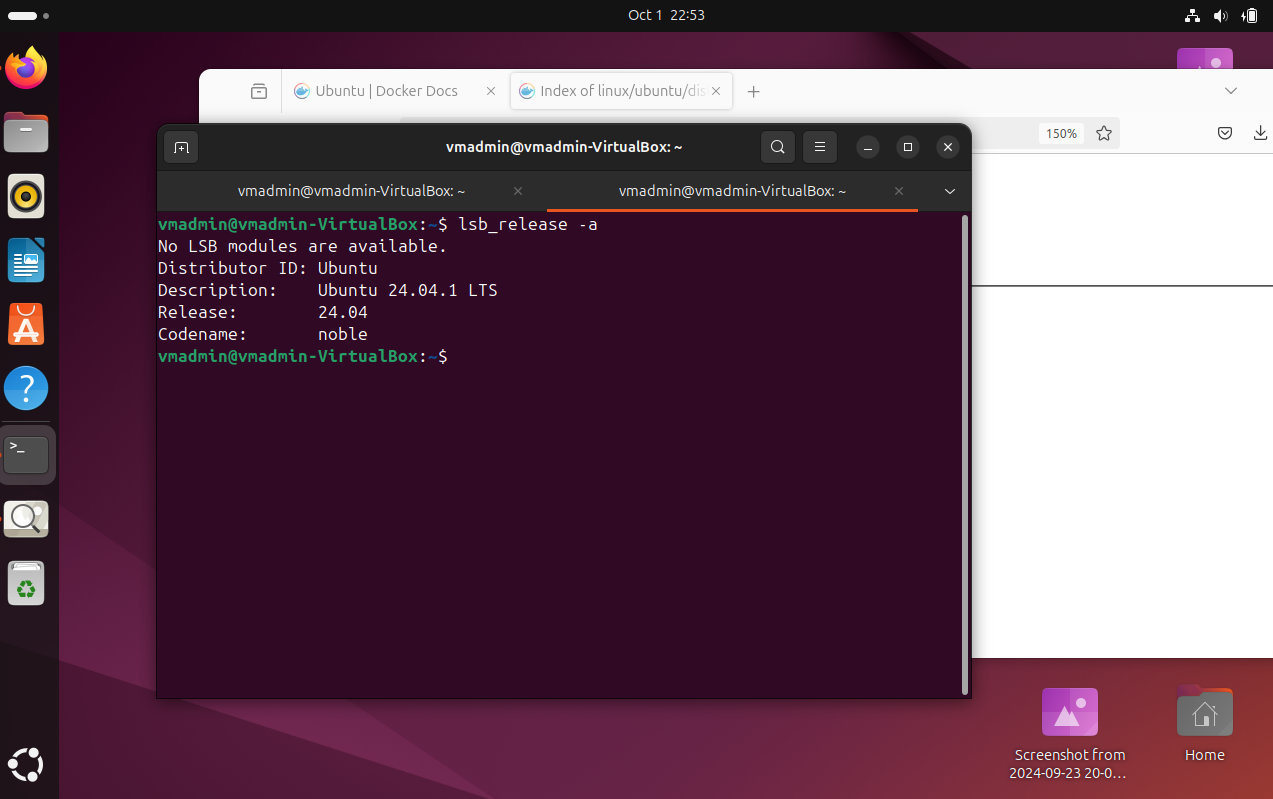 Oct 1 22:53
Ubuntu | Docker Docs
Index of linux/ubuntu/dis
150%
vmadmin@vmadmin-VirtualBox: ~
vmadmin@vmadmin-VirtualBox: ~
vmadmin@vmadmin-VirtualBox: ~
vmadmin@vmadmin-VirtualBox:~$ lsb_release -a
No LSB modules are available.
Distributor ID: Ubuntu
Description: Ubuntu 24.04.1 LTS
Release: 24.04
Codename: noble
vmadmin@vmadmin-VirtualBox:~$
Screenshot from
2024-09-23 20-0…
Home